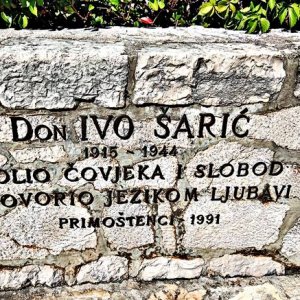 DON IVO ŠARIĆ
1915 - 1944
OLIO ČOVJEKA I SLOBOD
OVORIO JEZIKOM LJUBAVI
PRIMOŠTENCI 1991